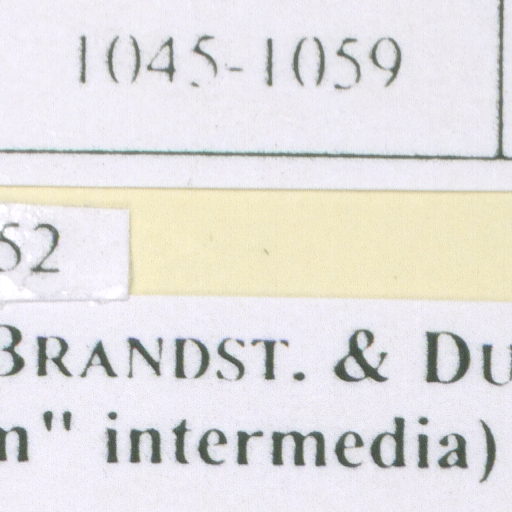 1045-1059
52
BRANDST. & DU
m" intermedia)